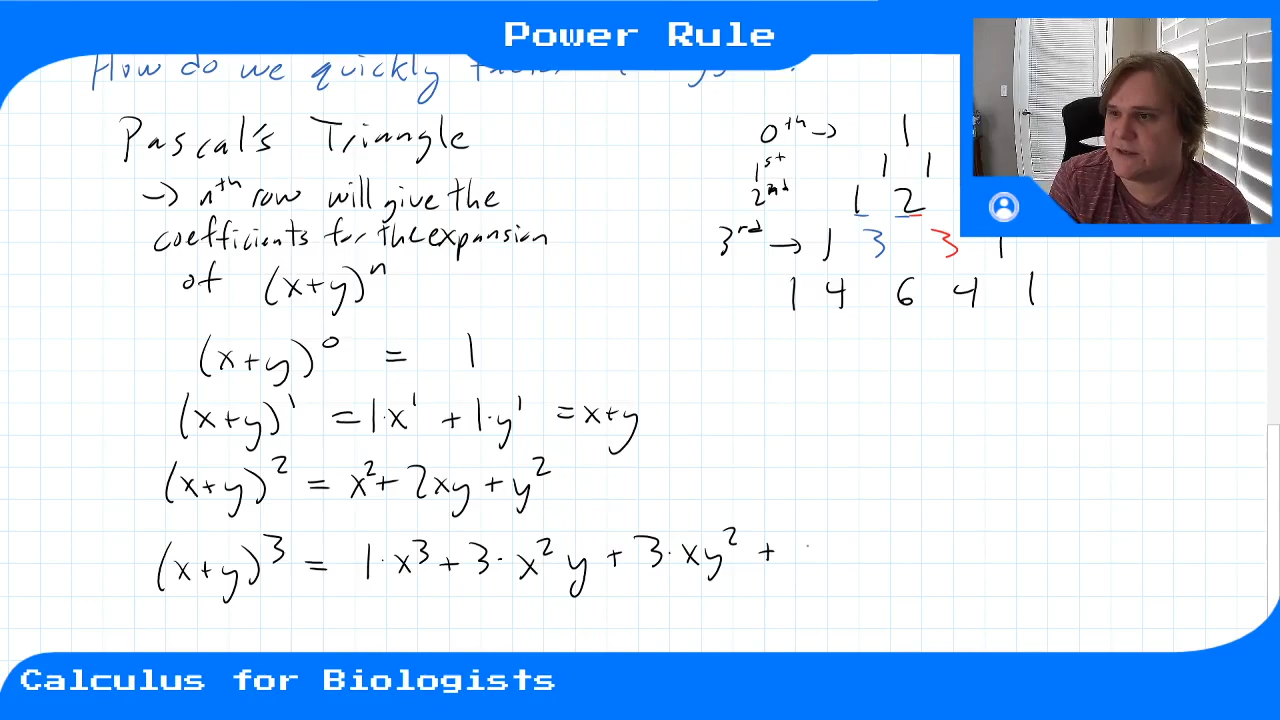 Power Rule
How do we quickly
Pascal's Triangle
→ nth row will give the
coefficients for the expansion
of (x+y)^n
0th → 1
1st 1 1
2nd 1 2
3rd → 1 3 3 1
1 4 6 4 1
(x+y)^0 = 1
(x+y)^1 = 1·x^1 + 1·y^1 = x+y
(x+y)^2 = x^2 + 2xy + y^2
(x+y)^3 = 1·x^3 + 3·x^2 y + 3·xy^2 +
Calculus for Biologists